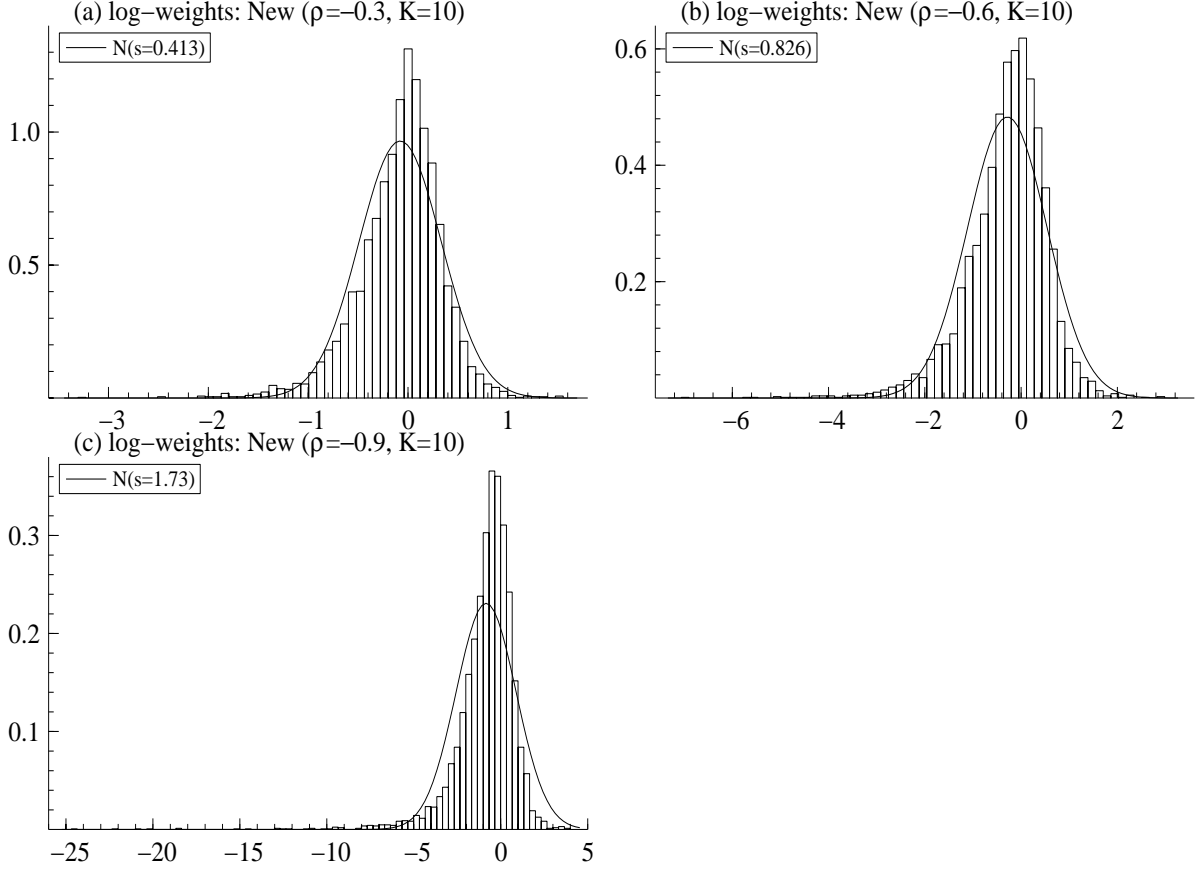 (a) log−weights: New (ρ=−0.3, K=10)
N(s=0.413)
1.0
0.5
−3 −2 −1 0 1
(b) log−weights: New (ρ=−0.6, K=10)
N(s=0.826)
0.6
0.4
0.2
−6 −4 −2 0 2
(c) log−weights: New (ρ=−0.9, K=10)
N(s=1.73)
0.3
0.2
0.1
−25 −20 −15 −10 −5 0 5